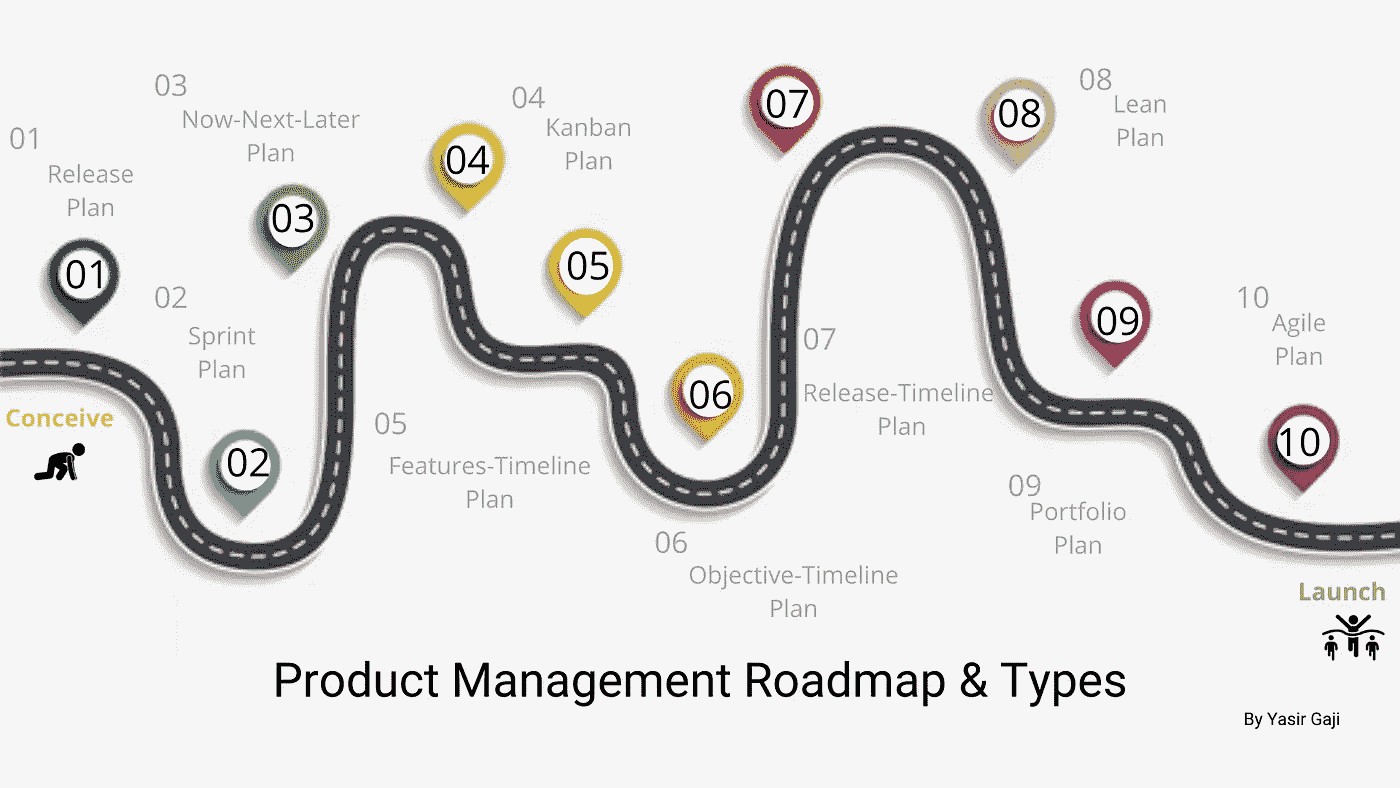 01
Release
Plan
01
02
Sprint
Plan
02
03
Now-Next-Later
Plan
03
04
Kanban
Plan
04
05
Features-Timeline
Plan
05
06
Objective-Timeline
Plan
06
07
Release-Timeline
Plan
07
08
Lean
Plan
08
09
Portfolio
Plan
09
10
Agile
Plan
10
Conceive
Launch
Product Management Roadmap & Types
By Yasir Gaji